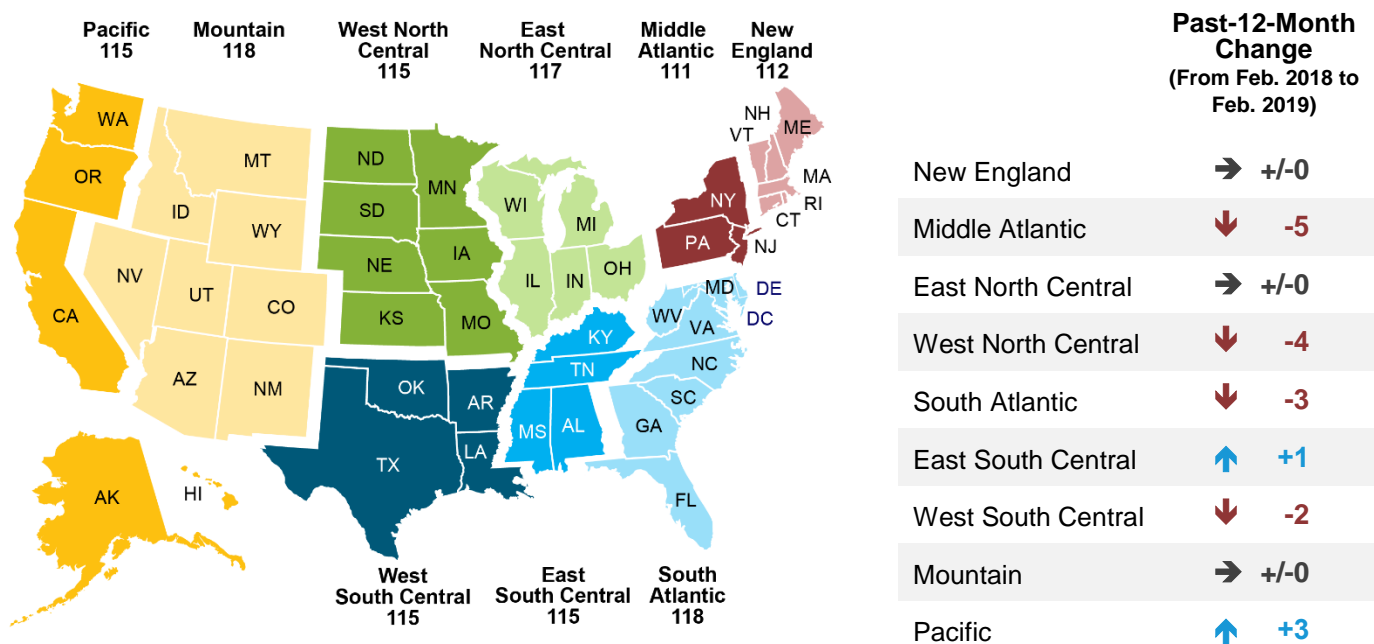 Pacific
115
Mountain
118
West North
Central
115
East
North Central
117
Middle
Atlantic
111
New
England
112
WA
OR
CA
AK
HI
MT
ID
WY
NV
UT
CO
AZ
NM
ND
SD
NE
KS
MN
IA
MO
WI
MI
IL
IN
OH
NY
PA
NJ
NH
VT
ME
MA
RI
CT
MD
DE
DC
WV
VA
NC
SC
GA
FL
KY
TN
MS
AL
OK
AR
TX
LA
West
South Central
115
East
South Central
115
South
Atlantic
118
Past-12-Month
Change
(From Feb. 2018 to
Feb. 2019)
New England ➔ +/-0
Middle Atlantic ↓ -5
East North Central ➔ +/-0
West North Central ↓ -4
South Atlantic ↓ -3
East South Central ↑ +1
West South Central ↓ -2
Mountain ➔ +/-0
Pacific ↑ +3